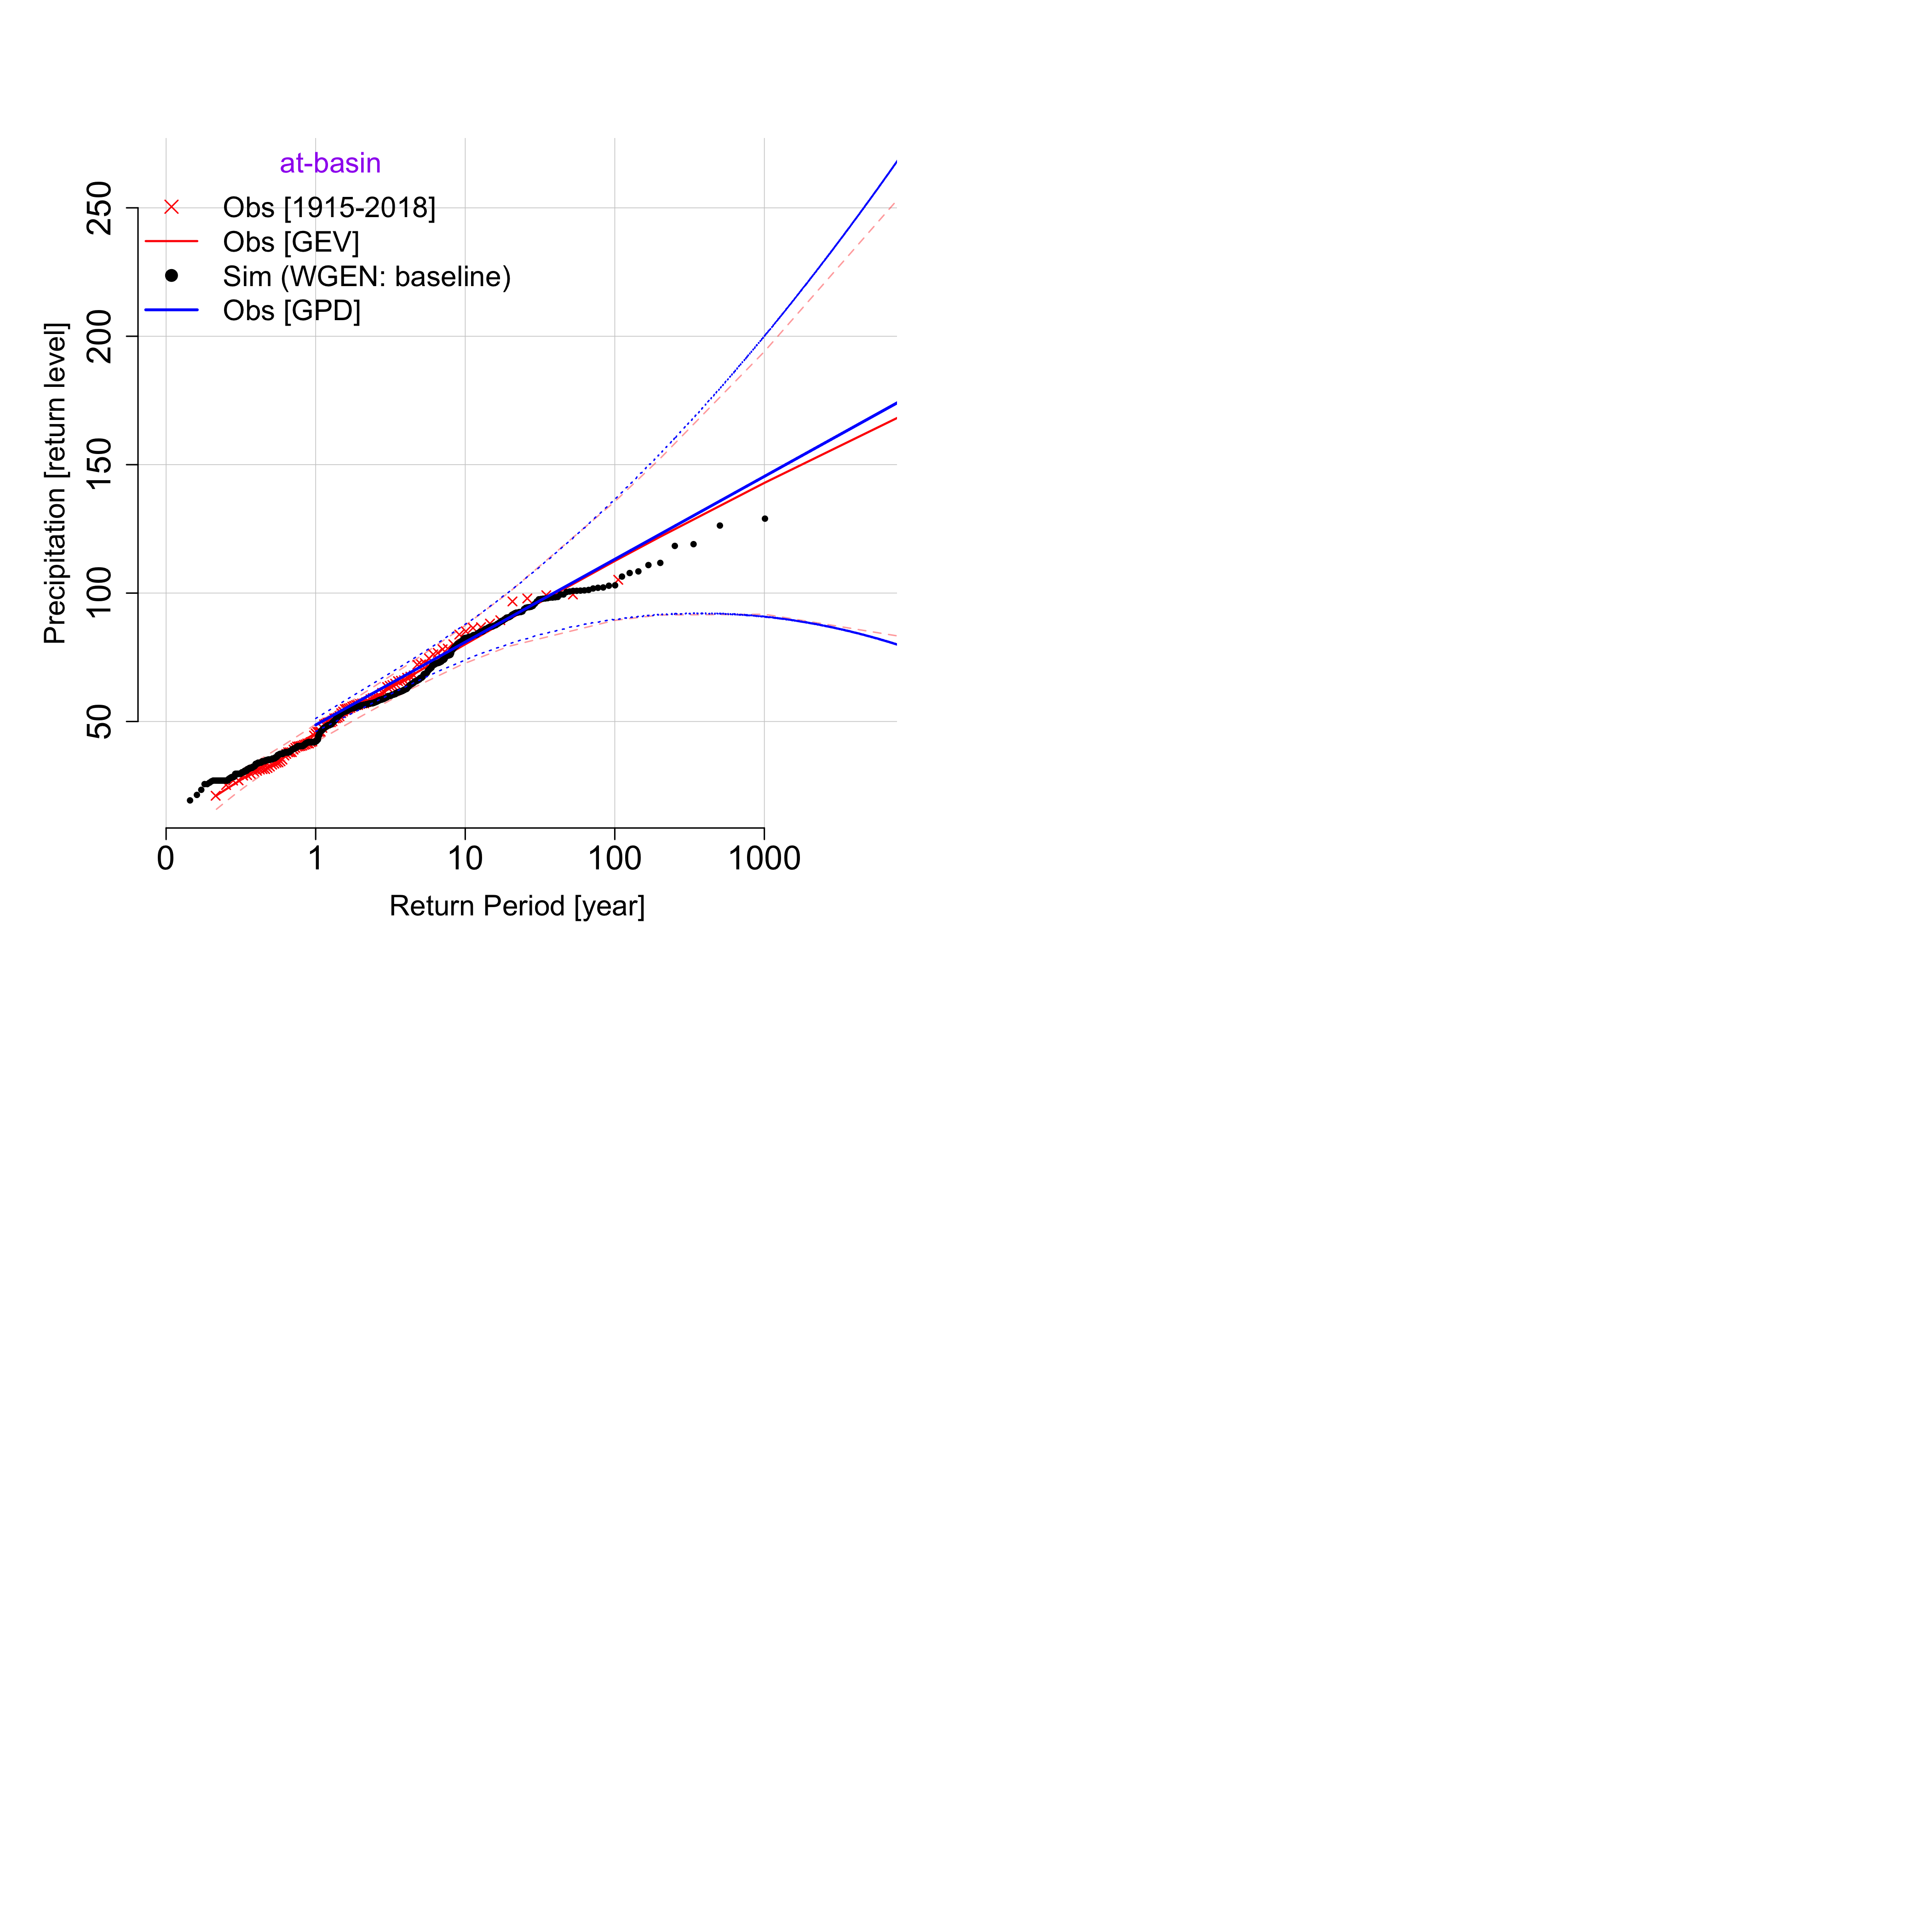 at-basin
Obs [1915-2018]
Obs [GEV]
Sim (WGEN: baseline)
Obs [GPD]
Precipitation [return level]
250
200
150
100
50
0 1 10 100 1000
Return Period [year]